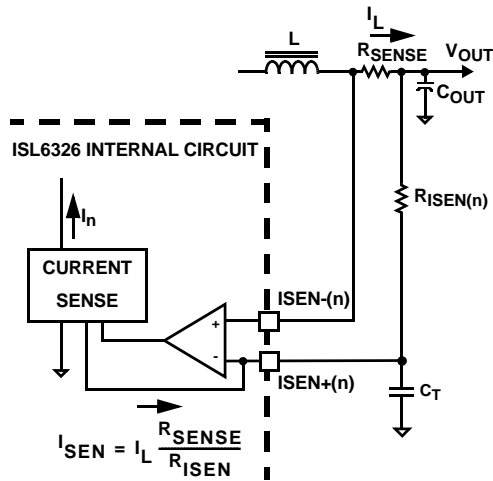 I_L
L
R_SENSE
V_OUT
C_OUT
ISL6326 INTERNAL CIRCUIT
R_ISEN(n)
I_n
CURRENT
SENSE
ISEN-(n)
+
-
ISEN+(n)
C_T
I_SEN = I_L R_SENSE / R_ISEN